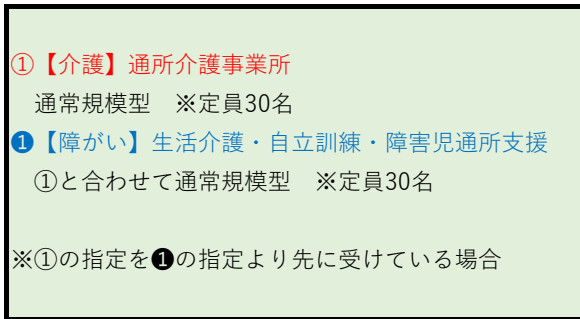 ①【介護】通所介護事業所
通常規模型　※定員30名
❶【障がい】生活介護・自立訓練・障害児通所支援
①と合わせて通常規模型　※定員30名
※①の指定を❶の指定より先に受けている場合